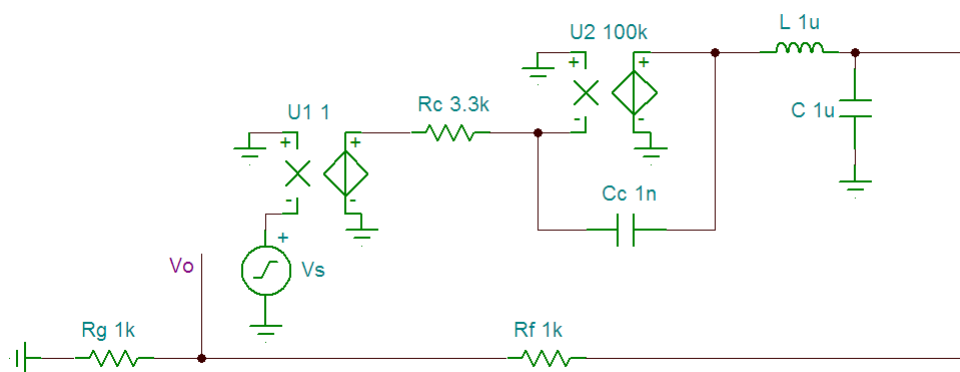 L 1u
U2 100k
+
+
C 1u
U1 1
Rc 3.3k
-
-
+
+
Cc 1n
-
-
+
Vs
Vo
Rg 1k
Rf 1k